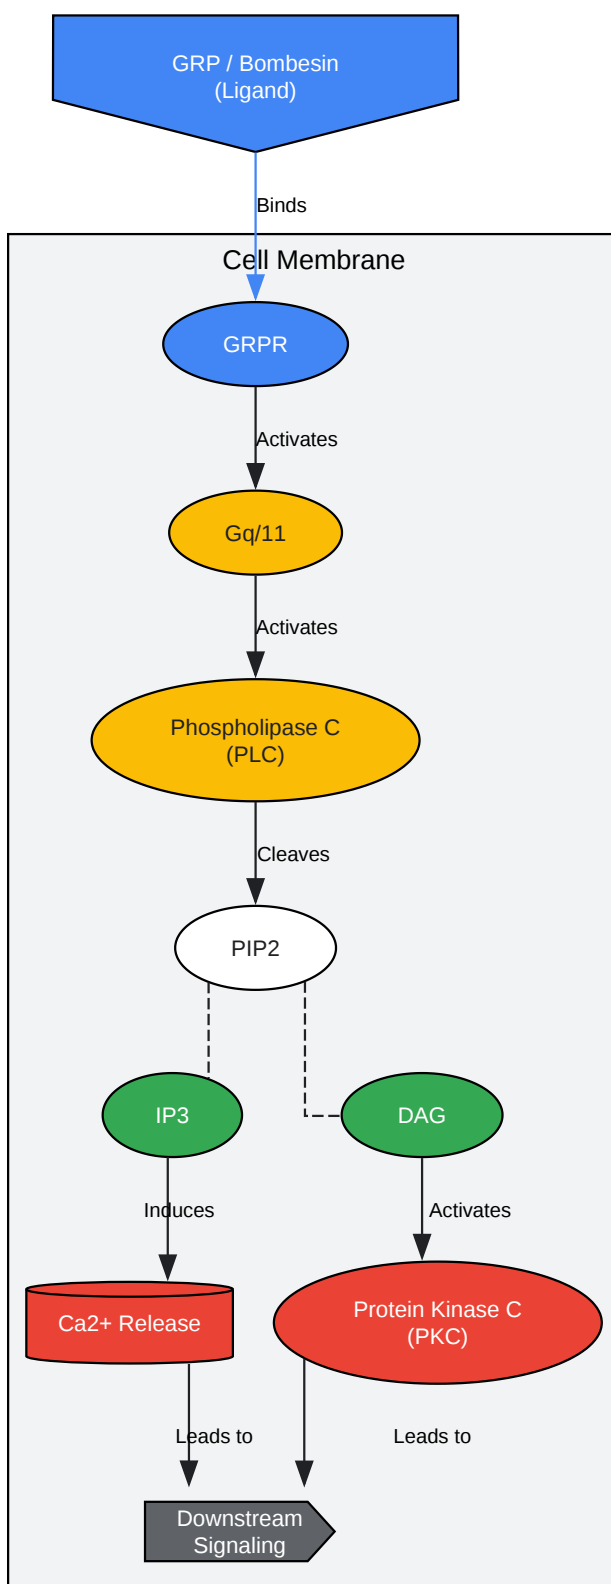 GRP / Bombesin
(Ligand)
Binds
Cell Membrane
GRPR
Activates
Gq/11
Activates
Phospholipase C
(PLC)
Cleaves
PIP2
IP3
DAG
Induces
Activates
Ca2+ Release
Protein Kinase C
(PKC)
Leads to
Leads to
Downstream
Signaling